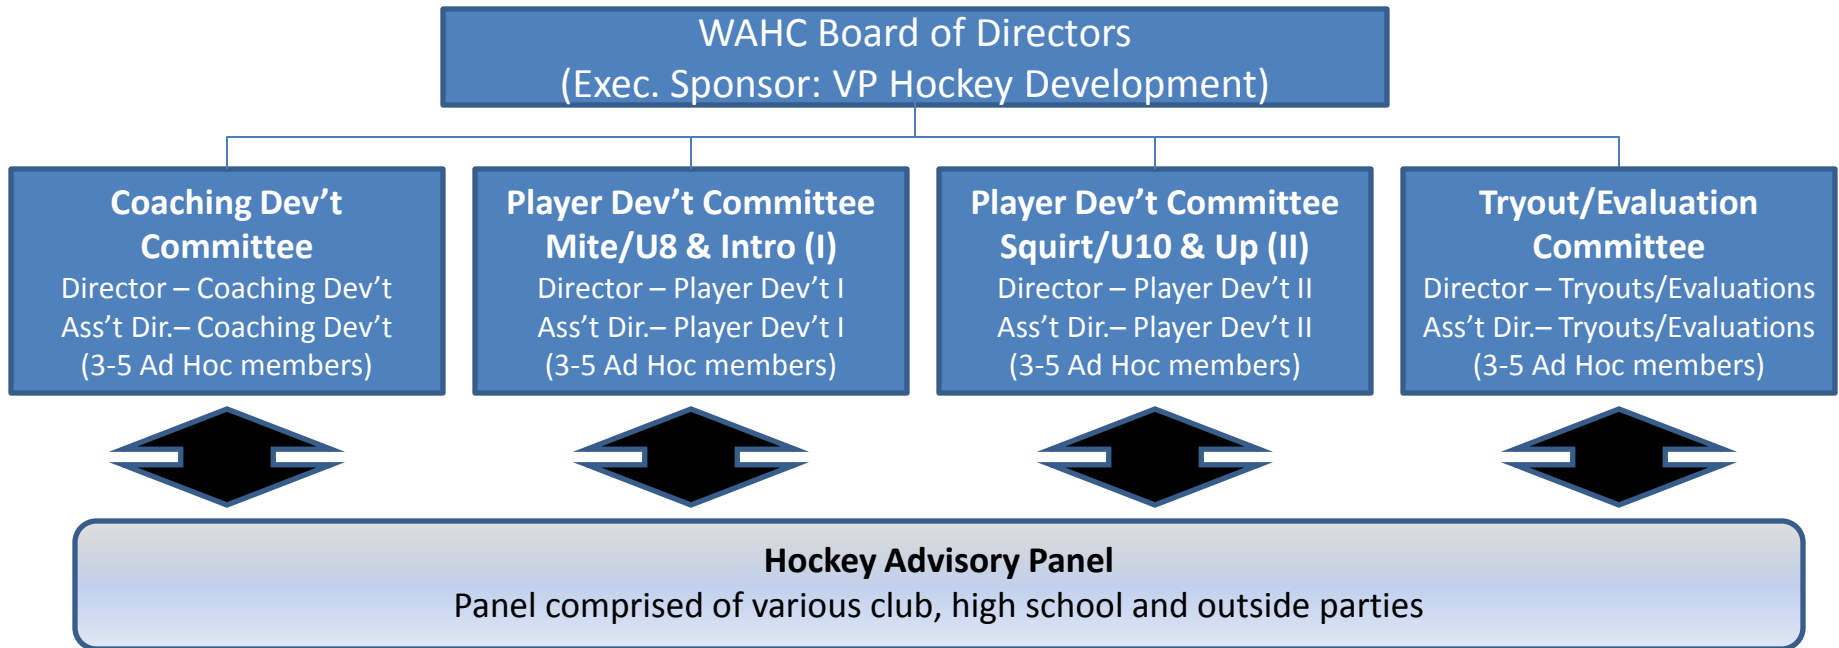 WAHC Board of Directors
(Exec. Sponsor: VP Hockey Development)
Coaching Dev’t
Committee
Director – Coaching Dev’t
Ass’t Dir.– Coaching Dev’t
(3-5 Ad Hoc members)
Player Dev’t Committee
Mite/U8 & Intro (I)
Director – Player Dev’t I
Ass’t Dir.– Player Dev’t I
(3-5 Ad Hoc members)
Player Dev’t Committee
Squirt/U10 & Up (II)
Director – Player Dev’t II
Ass’t Dir.– Player Dev’t II
(3-5 Ad Hoc members)
Tryout/Evaluation
Committee
Director – Tryouts/Evaluations
Ass’t Dir.– Tryouts/Evaluations
(3-5 Ad Hoc members)
Hockey Advisory Panel
Panel comprised of various club, high school and outside parties